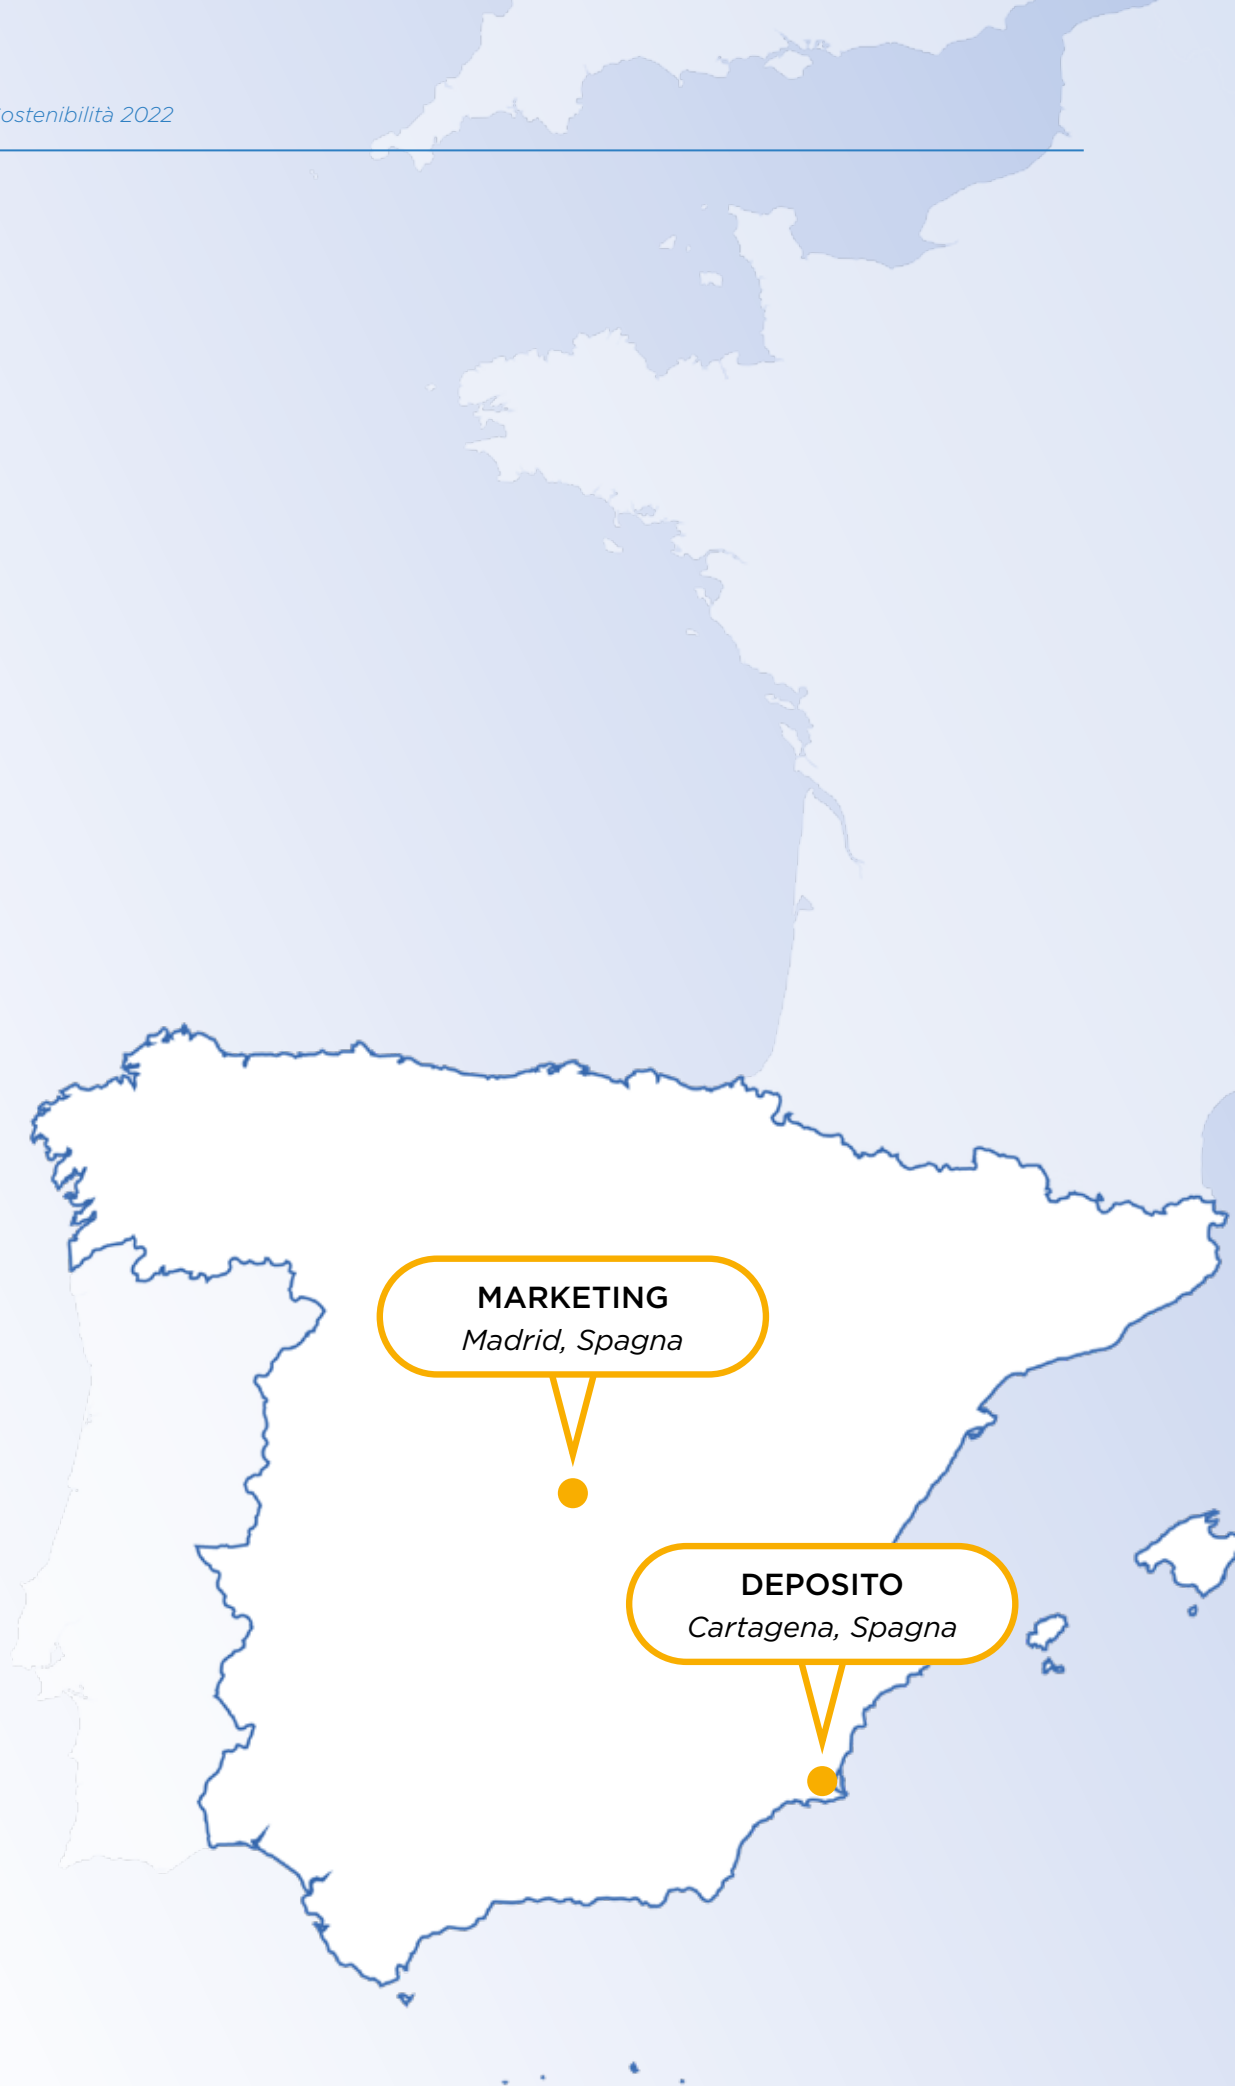 ostenibilità 2022
MARKETING
Madrid, Spagna
DEPOSITO
Cartagena, Spagna